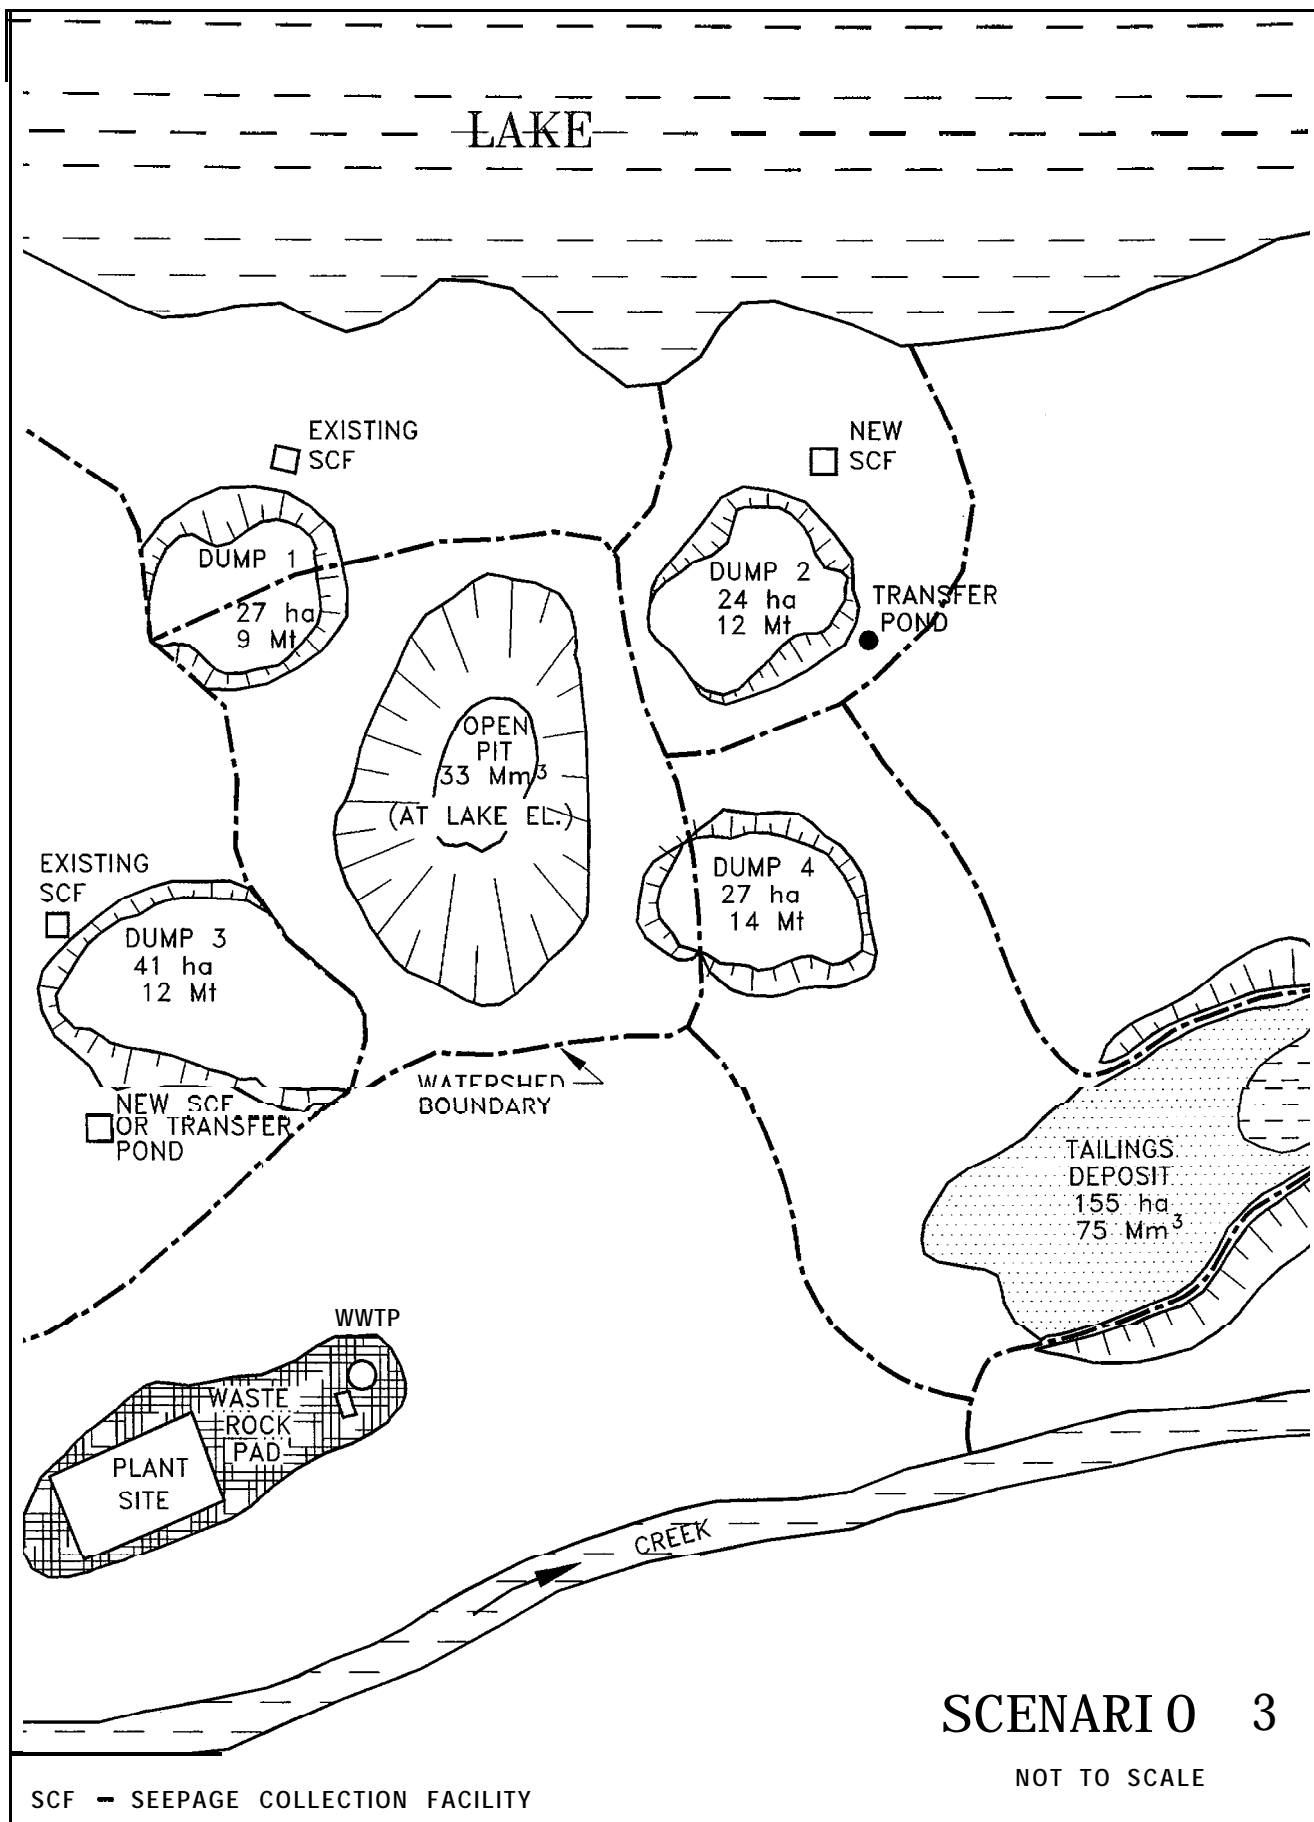 LAKE
EXISTING
SCF
NEW
SCF
DUMP 1
27 ha
9 Mt
DUMP 2
24 ha
12 Mt
TRANSFER
POND
OPEN
PIT
33 Mm³
(AT LAKE EL.)
EXISTING
SCF
DUMP 3
41 ha
12 Mt
DUMP 4
27 ha
14 Mt
WATERSHED
BOUNDARY
NEW SCF
OR TRANSFER
POND
TAILINGS
DEPOSIT
155 ha
75 Mm³
WWTP
WASTE
ROCK
PAD
PLANT
SITE
CREEK
SCENARIO 3
NOT TO SCALE
SCF - SEEPAGE COLLECTION FACILITY